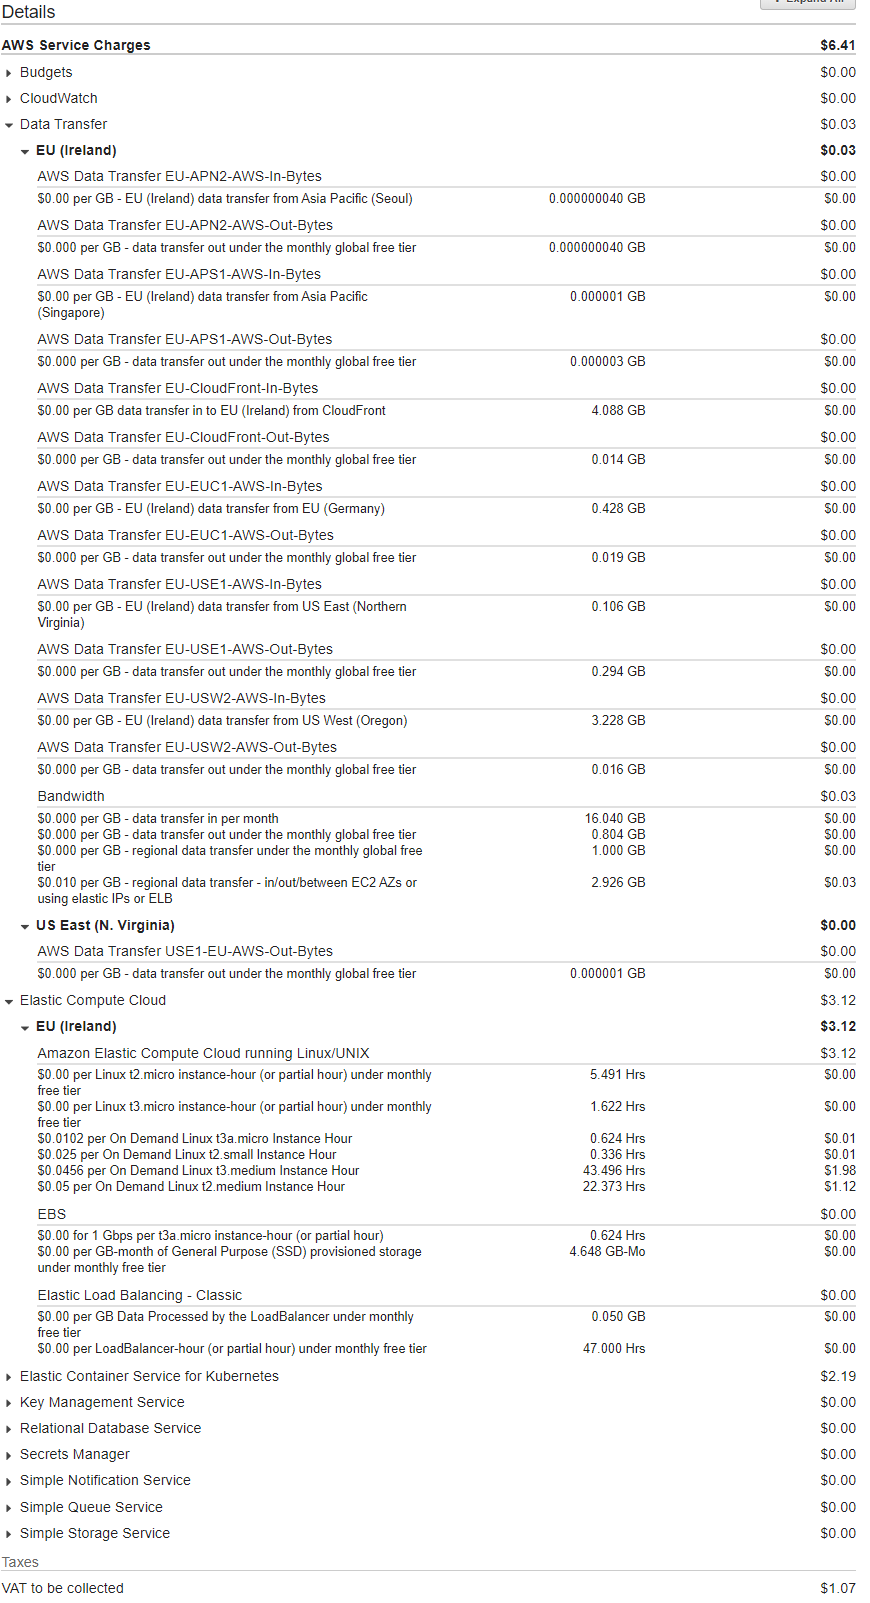 Details
AWS Service Charges $6.41
Budgets $0.00
CloudWatch $0.00
Data Transfer $0.03
EU (Ireland) $0.03
AWS Data Transfer EU-APN2-AWS-In-Bytes $0.00
$0.00 per GB - EU (Ireland) data transfer from Asia Pacific (Seoul) 0.000000040 GB $0.00
AWS Data Transfer EU-APN2-AWS-Out-Bytes $0.00
$0.000 per GB - data transfer out under the monthly global free tier 0.000000040 GB $0.00
AWS Data Transfer EU-APS1-AWS-In-Bytes $0.00
$0.00 per GB - EU (Ireland) data transfer from Asia Pacific 0.000001 GB $0.00
(Singapore)
AWS Data Transfer EU-APS1-AWS-Out-Bytes $0.00
$0.000 per GB - data transfer out under the monthly global free tier 0.000003 GB $0.00
AWS Data Transfer EU-CloudFront-In-Bytes $0.00
$0.00 per GB data transfer in to EU (Ireland) from CloudFront 4.088 GB $0.00
AWS Data Transfer EU-CloudFront-Out-Bytes $0.00
$0.000 per GB - data transfer out under the monthly global free tier 0.014 GB $0.00
AWS Data Transfer EU-EUC1-AWS-In-Bytes $0.00
$0.00 per GB - EU (Ireland) data transfer from EU (Germany) 0.428 GB $0.00
AWS Data Transfer EU-EUC1-AWS-Out-Bytes $0.00
$0.000 per GB - data transfer out under the monthly global free tier 0.019 GB $0.00
AWS Data Transfer EU-USE1-AWS-In-Bytes $0.00
$0.00 per GB - EU (Ireland) data transfer from US East (Northern 0.106 GB $0.00
Virginia)
AWS Data Transfer EU-USE1-AWS-Out-Bytes $0.00
$0.000 per GB - data transfer out under the monthly global free tier 0.294 GB $0.00
AWS Data Transfer EU-USW2-AWS-In-Bytes $0.00
$0.00 per GB - EU (Ireland) data transfer from US West (Oregon) 3.228 GB $0.00
AWS Data Transfer EU-USW2-AWS-Out-Bytes $0.00
$0.000 per GB - data transfer out under the monthly global free tier 0.016 GB $0.00
Bandwidth $0.03
$0.000 per GB - data transfer in per month 16.040 GB $0.00
$0.000 per GB - data transfer out under the monthly global free tier 0.804 GB $0.00
$0.000 per GB - regional data transfer under the monthly global free 1.000 GB $0.00
tier
$0.010 per GB - regional data transfer - in/out/between EC2 AZs or 2.926 GB $0.03
using elastic IPs or ELB
US East (N. Virginia) $0.00
AWS Data Transfer USE1-EU-AWS-Out-Bytes $0.00
$0.000 per GB - data transfer out under the monthly global free tier 0.000001 GB $0.00
Elastic Compute Cloud $3.12
EU (Ireland) $3.12
Amazon Elastic Compute Cloud running Linux/UNIX $3.12
$0.00 per Linux t2.micro instance-hour (or partial hour) under monthly 5.491 Hrs $0.00
free tier
$0.00 per Linux t3.micro instance-hour (or partial hour) under monthly 1.622 Hrs $0.00
free tier
$0.0102 per On Demand Linux t3a.micro Instance Hour 0.624 Hrs $0.01
$0.025 per On Demand Linux t2.small Instance Hour 0.336 Hrs $0.01
$0.0456 per On Demand Linux t3.medium Instance Hour 43.496 Hrs $1.98
$0.05 per On Demand Linux t2.medium Instance Hour 22.373 Hrs $1.12
EBS $0.00
$0.00 for 1 Gbps per t3a.micro instance-hour (or partial hour) 0.624 Hrs $0.00
$0.00 per GB-month of General Purpose (SSD) provisioned storage 4.648 GB-Mo $0.00
under monthly free tier
Elastic Load Balancing - Classic $0.00
$0.00 per GB Data Processed by the LoadBalancer under monthly 0.050 GB $0.00
free tier
$0.00 per LoadBalancer-hour (or partial hour) under monthly free tier 47.000 Hrs $0.00
Elastic Container Service for Kubernetes $2.19
Key Management Service $0.00
Relational Database Service $0.00
Secrets Manager $0.00
Simple Notification Service $0.00
Simple Queue Service $0.00
Simple Storage Service $0.00
Taxes
VAT to be collected $1.07